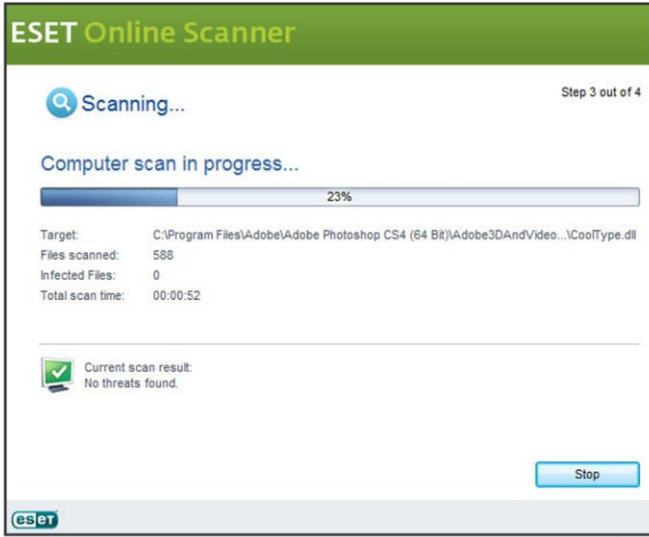 ESET Online Scanner
Scanning...
Step 3 out of 4
Computer scan in progress...
23%
Target: C:\Program Files\Adobe\Adobe Photoshop CS4 (64 Bit)\Adobe3DAndVideo...\CoolType.dll
Files scanned: 588
Infected Files: 0
Total scan time: 00:00:52
Current scan result:
No threats found.
Stop
eseT